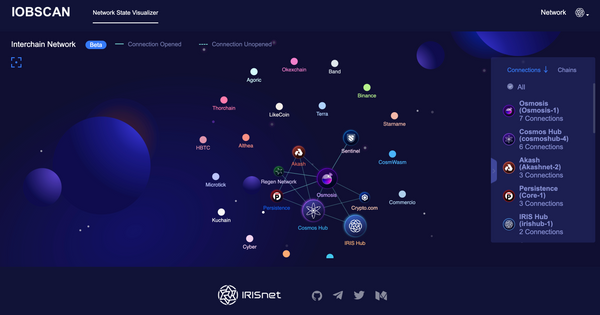 IOBSCAN
Network State Visualizer
Network
Interchain Network
Beta
Connection Opened
Connection Unopened
Connections ↓
Chains
All
Osmosis
(Osmosis-1)
7 Connections
Cosmos Hub
(cosmoshub-4)
6 Connections
Akash
(Akashnet-2)
3 Connections
Persistence
(Core-1)
3 Connections
IRIS Hub
(irishub-1)
2 Connections
Okexchain
Band
Agoric
Binance
Thorchain
LikeCoin
Terra
Starname
HBTC
Althea
Sentinel
CosmWasm
Akash
Regen Network
Osmosis
Microtick
Persistence
Crypto.com
Commercio
Kuchain
Cosmos Hub
IRIS Hub
Cyber
IRISnet